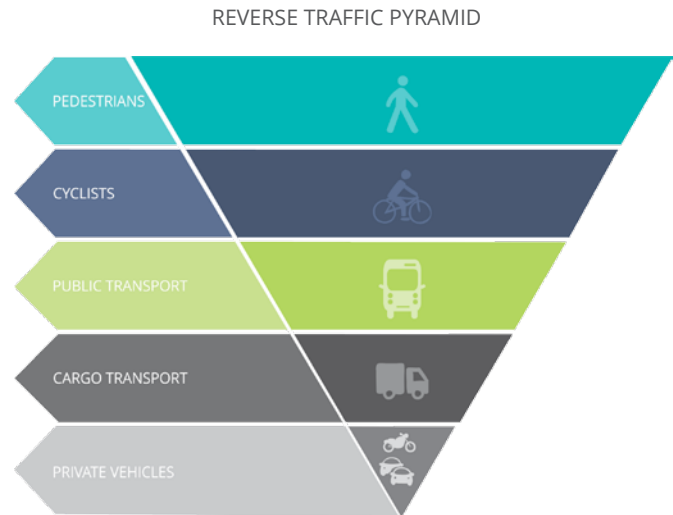 REVERSE TRAFFIC PYRAMID
PEDESTRIANS
CYCLISTS
PUBLIC TRANSPORT
CARGO TRANSPORT
PRIVATE VEHICLES